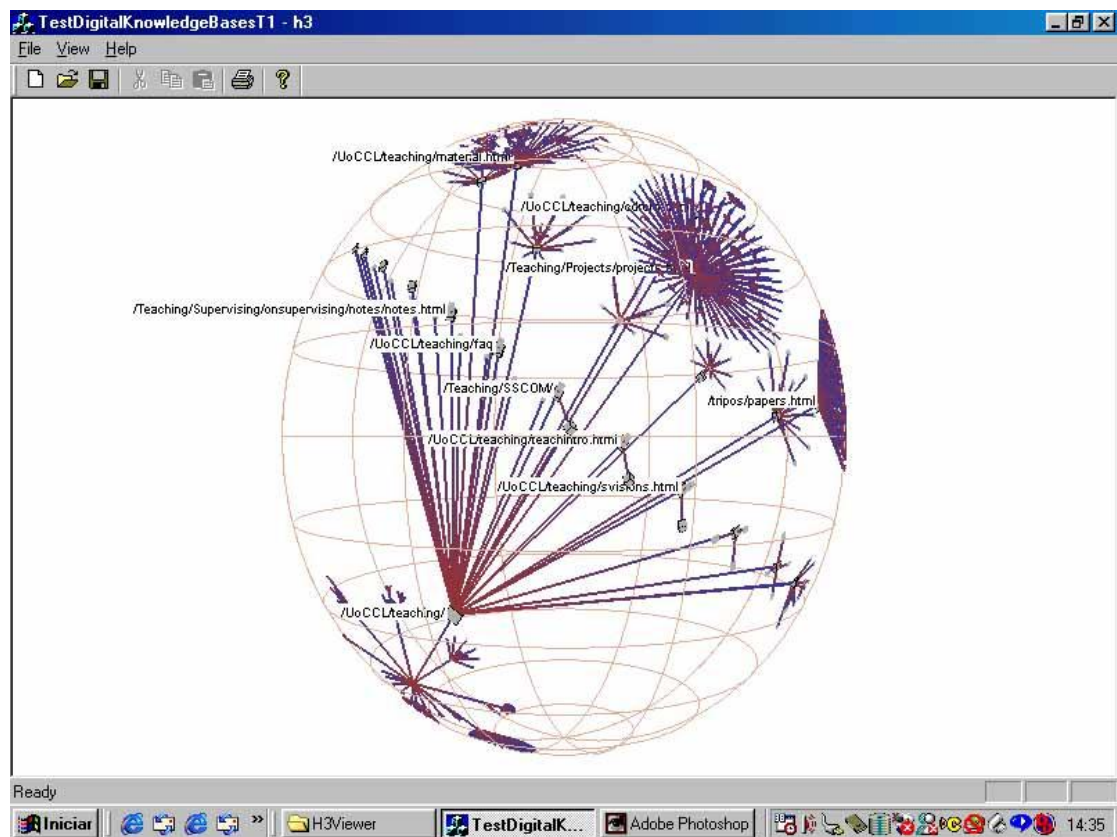 TestDigitalKnowledgeBasesT1 - h3
File View Help
/UoCCL/teaching/material.html
/UoCCL/teaching/
/Teaching/Projects/projects
/Teaching/Supervising/onsupervising/notes/notes.html
/UoCCL/teaching/faq
/Teaching/SSCOM/
/tripos/papers.html
/UoCCL/teaching/teachintro.html
/UoCCL/teaching/svisions.html
/UoCCL/teaching/
Ready
Iniciar » H3Viewer TestDigitalK... Adobe Photoshop 14:35